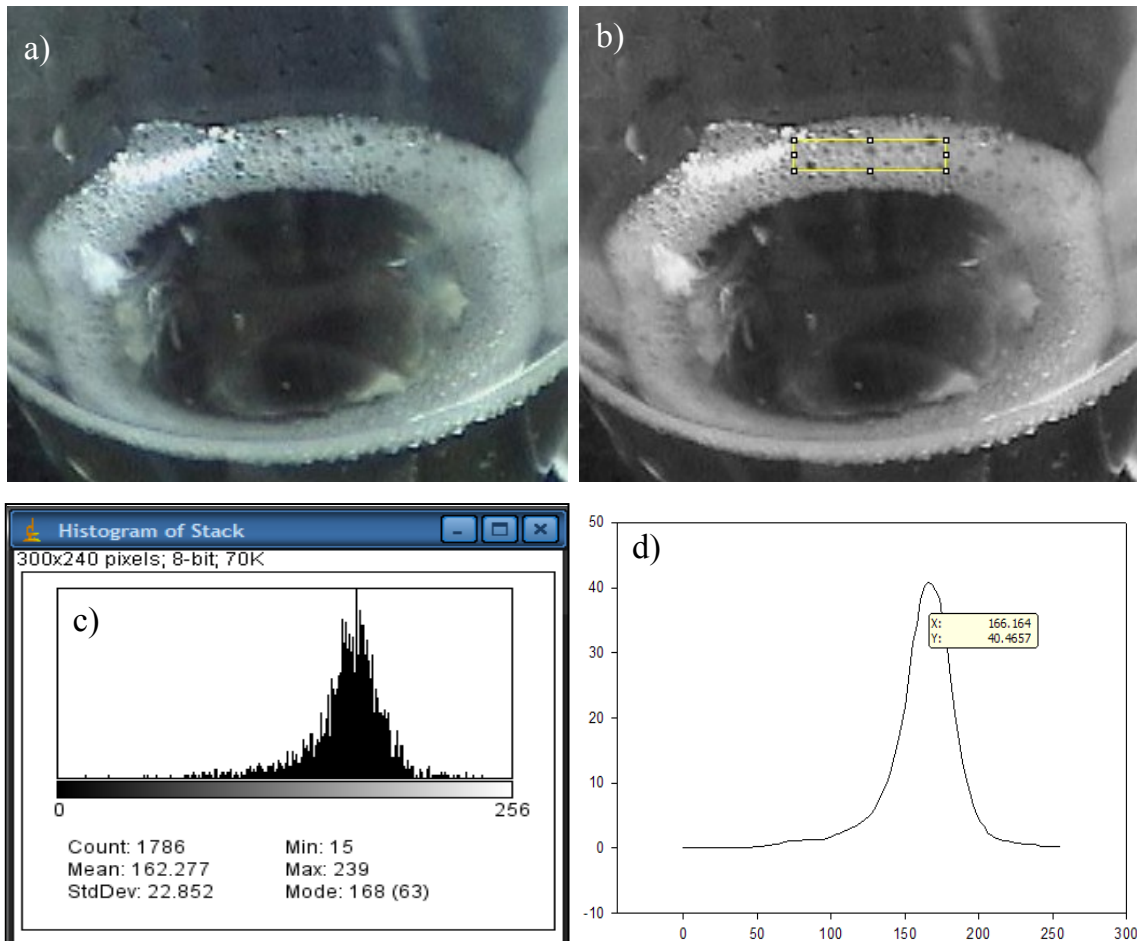 a)
b)
Histogram of Stack
300x240 pixels; 8-bit; 70K
c)
0 256
Count: 1786 Min: 15
Mean: 162.277 Max: 239
StdDev: 22.852 Mode: 168 (63)
d)
50
40
X: 166.164
Y: 40.4657
30
20
10
0
-10
0 50 100 150 200 250 300